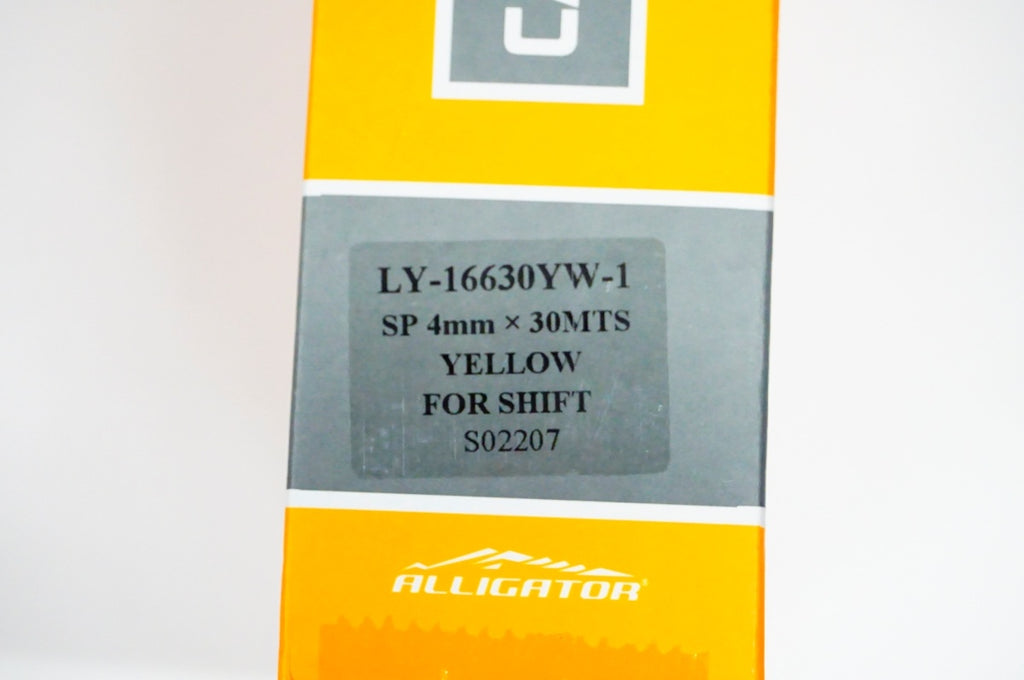 LY-16630YW-1
SP 4mm × 30MTS
YELLOW
FOR SHIFT
S02207
ALLIGATOR®